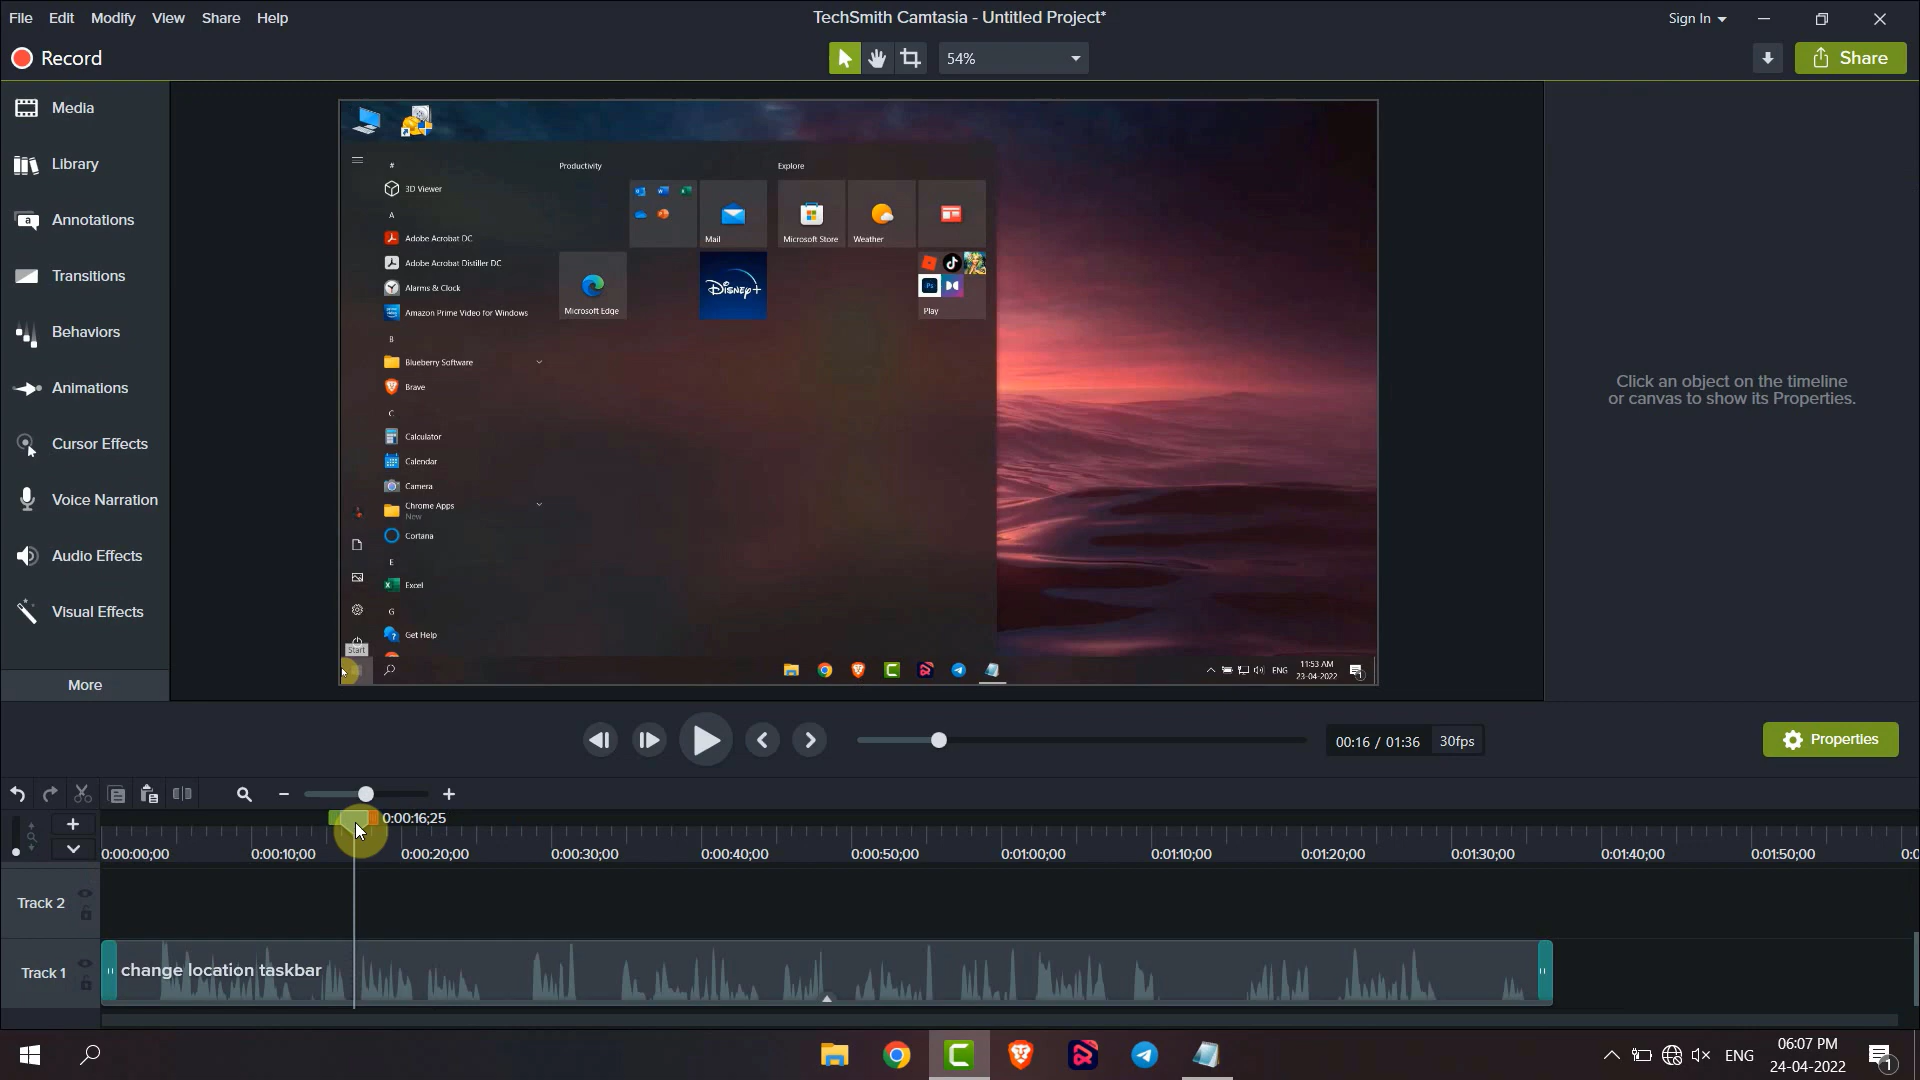 File Edit Modify View Share Help
TechSmith Camtasia - Untitled Project*
Sign In
Record
54%
Share
Media
Library
Annotations
Transitions
Behaviors
Animations
Cursor Effects
Voice Narration
Audio Effects
Visual Effects
More
#
3D Viewer
A
Adobe Acrobat DC
Adobe Acrobat Distiller DC
Alarms & Clock
Amazon Prime Video for Windows
B
Blueberry Software
Brave
C
Calculator
Calendar
Camera
Chrome Apps
New
Cortana
E
Excel
G
Get Help
Start
Productivity
Mail
Microsoft Edge
Disney+
Explore
Microsoft Store
Weather
Ps
Play
ENG
11:53 AM
23-04-2022
1
Click an object on the timeline
or canvas to show its Properties.
00:16 / 01:36 30fps
Properties
0:00:16;25
0:00:00;00 0:00:10;00 0:00:20;00 0:00:30;00 0:00:40;00 0:00:50;00 0:01:00;00 0:01:10;00 0:01:20;00 0:01:30;00 0:01:40;00 0:01:50;00
Track 2
Track 1
change location taskbar
ENG
06:07 PM
24-04-2022
1